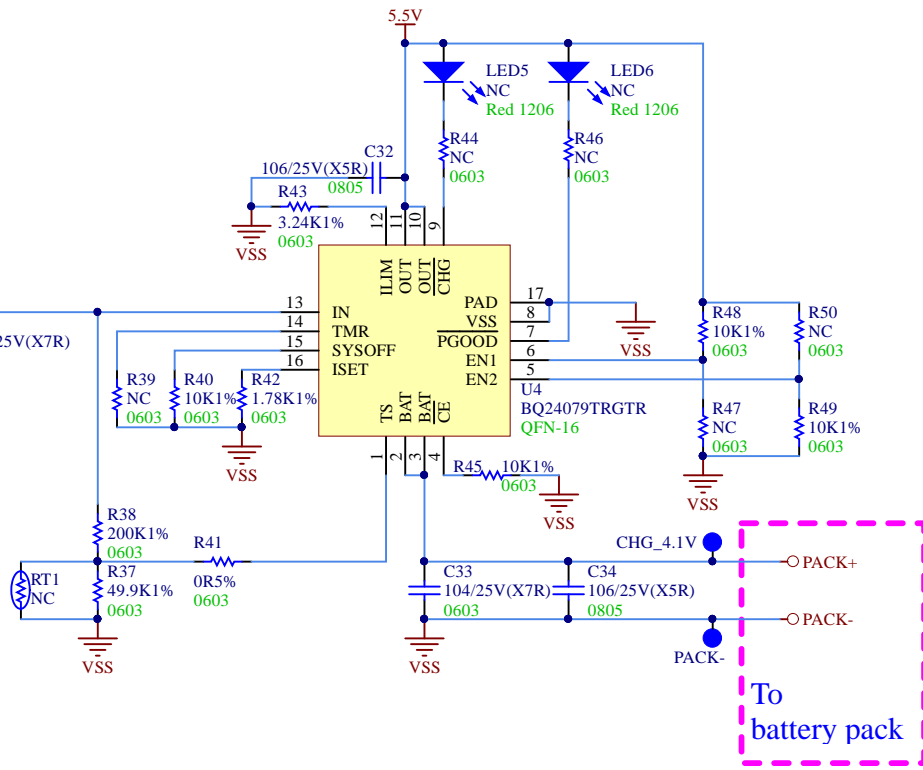 5.5V
LED5
NC
Red 1206
LED6
NC
Red 1206
R44
NC
0603
R46
NC
0603
C32
106/25V(X5R)
0805
R43
3.24K1%
0603
VSS
12
11
10
9
ILIM
OUT
OUT
CHG
13
IN
14
TMR
15
SYSOFF
16
ISET
PAD
17
VSS
8
PGOOD
7
EN1
6
EN2
5
TS
BAT
BAT
CE
1
2
3
4
U4
BQ24079TRGTR
QFN-16
VSS
R48
10K1%
0603
R50
NC
0603
R47
NC
0603
R49
10K1%
0603
VSS
25V(X7R)
R39
NC
0603
R40
10K1%
0603
R42
1.78K1%
0603
VSS
R45
10K1%
0603
VSS
R38
200K1%
0603
R41
0R5%
0603
RT1
NC
R37
49.9K1%
0603
VSS
CHG_4.1V
C33
104/25V(X7R)
0603
C34
106/25V(X5R)
0805
VSS
PACK+
PACK-
PACK-
To
battery pack